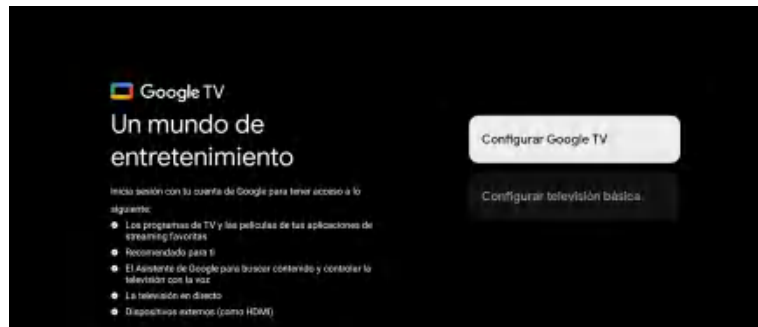 Google TV
Un mundo de
entretenimiento
Inicia sesión con tu cuenta de Google para tener acceso a lo
siguiente:
Los programas de TV y las películas de tus aplicaciones de
streaming favoritas
Recomendado para ti
El Asistente de Google para buscar contenido y controlar la
televisión con la voz
La televisión en directo
Dispositivos externos (como HDMI)
Configurar Google TV
Configurar televisión básica